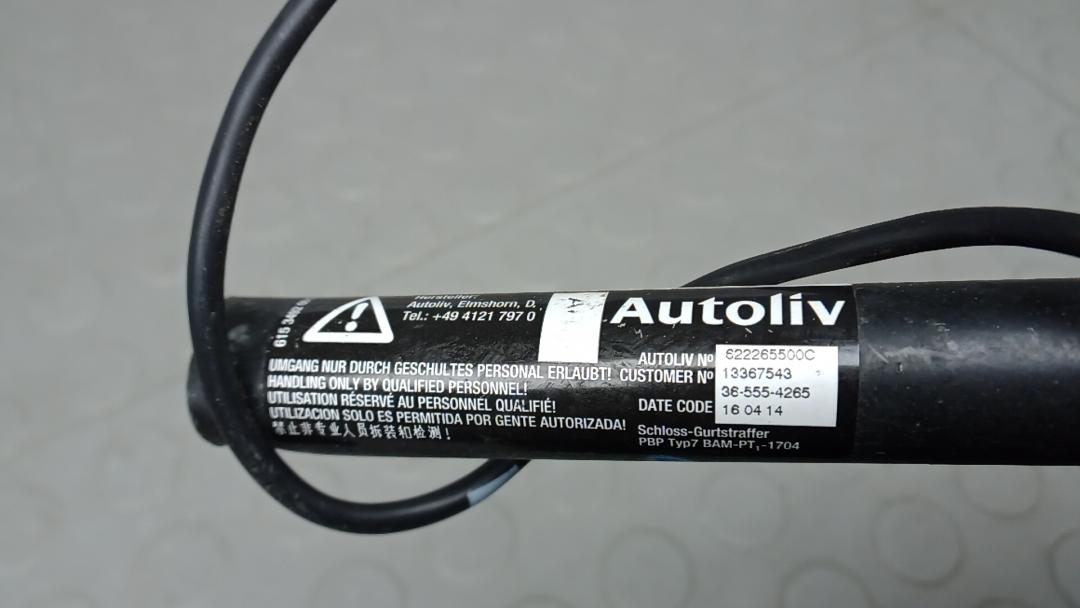 615 3402
Hersteller:
Autoliv, Elmshorn, D,
Tel.: +49 4121 797 0
UMGANG NUR DURCH GESCHULTES PERSONAL ERLAUBT!
HANDLING ONLY BY QUALIFIED PERSONNEL!
UTILISATION RÉSERVÉ AU PERSONNEL QUALIFIÉ!
UTILIZACION SOLO ES PERMITIDA POR GENTE AUTORIZADA!
禁止非专业人员拆装和检测!
Autoliv
AUTOLIV Nº 622265500C
CUSTOMER Nº 13367543
36-555-4265
DATE CODE 16 04 14
Schloss-Gurtstraffer
PBP Typ7 BAM-PT₁-1704